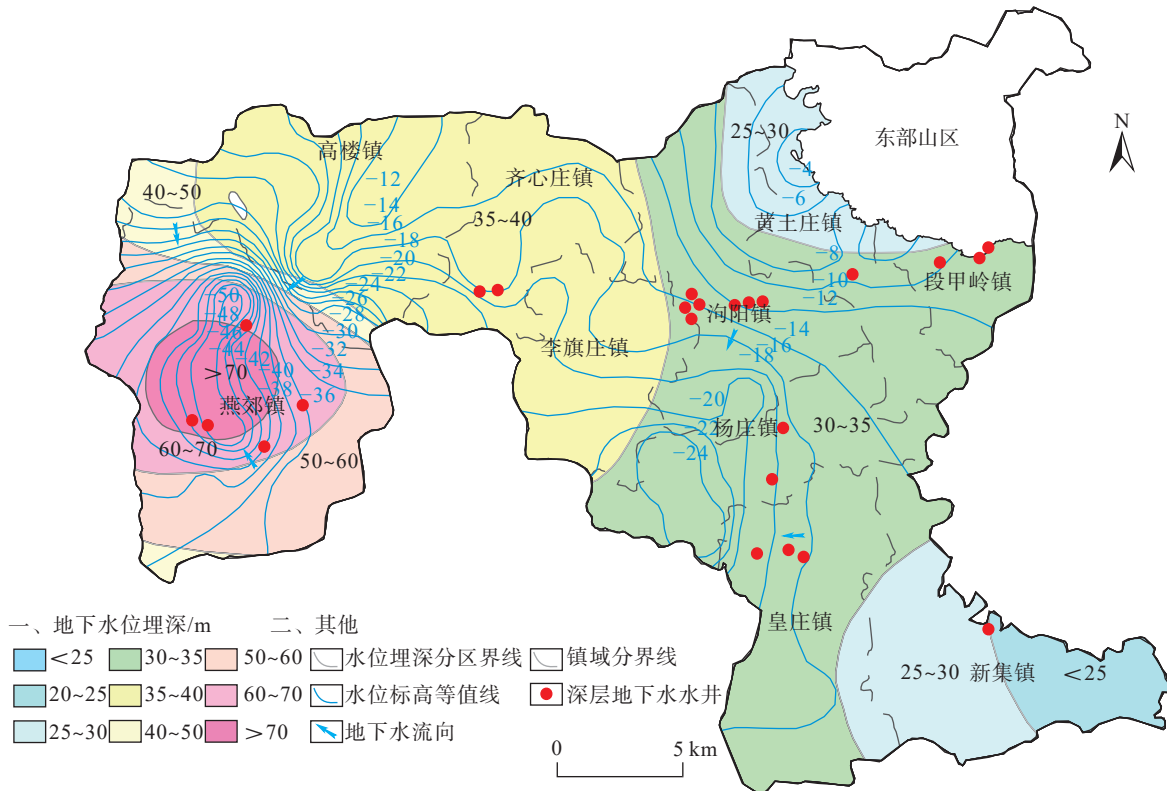 N
东部山区
25~30
高楼镇
-4
-12
齐心庄镇
40~50
-6
-14
35~40
黄土庄镇
-16
-18
-8
-20
段甲岭镇
-22
-10
-24
-12
-50
-26
-48
-28
泃阳镇
-46
-30
-14
-44
-32
李旗庄镇
-16
-42
-18
>70
-40
-34
-38
-36
燕郊镇
-20
-22
杨庄镇
30~35
60~70
50~60
-24
皇庄镇
25~30
新集镇
<25
一、地下水位埋深/m
二、其他
<25
30~35
50~60
水位埋深分区界线
镇域分界线
20~25
35~40
60~70
水位标高等值线
深层地下水水井
25~30
40~50
>70
地下水流向
0
5 km